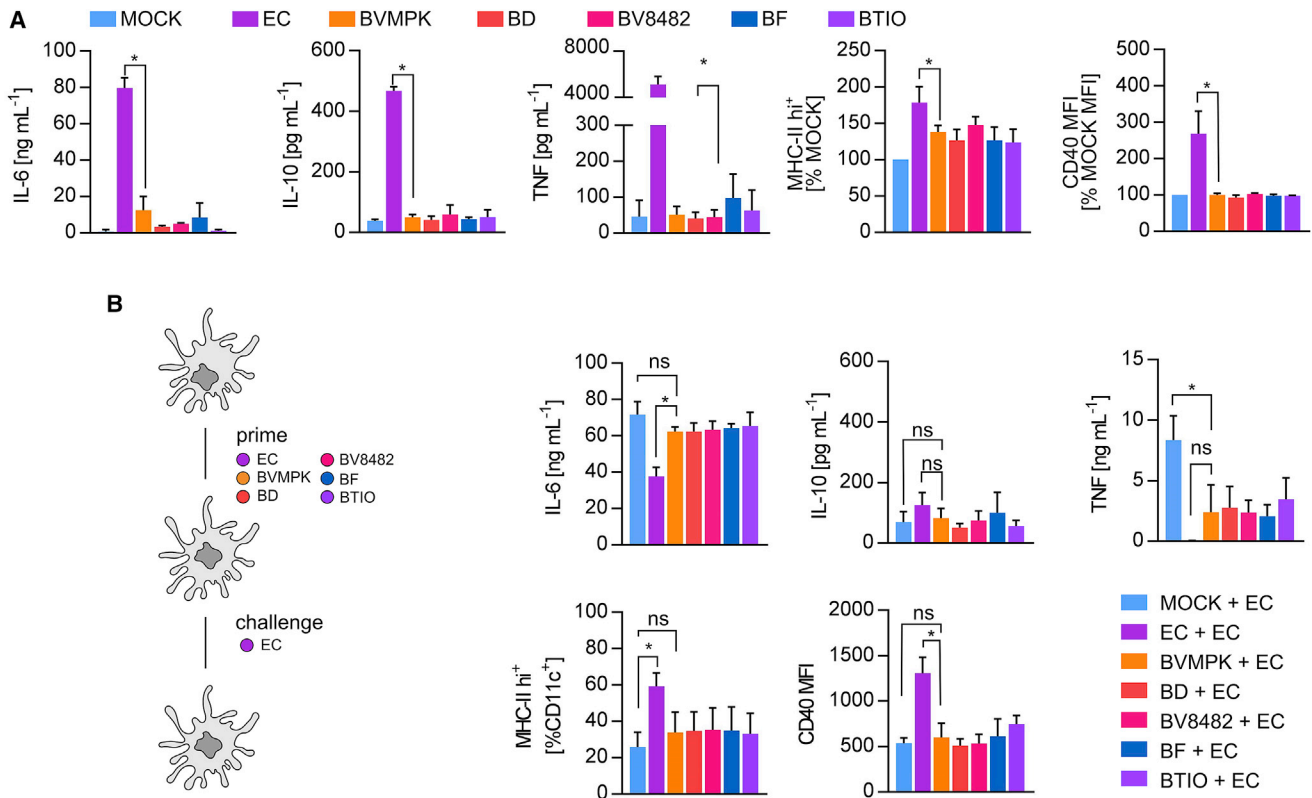 A
MOCK EC BVMPK BD BV8482 BF BTIO
IL-6 [ng mL⁻¹]
100
80
60
40
20
0
*
IL-10 [pg mL⁻¹]
600
400
200
0
*
TNF [pg mL⁻¹]
8000
4000
300
200
100
0
*
MHC-II hi⁺
[% MOCK]
250
200
150
100
50
0
*
CD40 MFI
[% MOCK MFI]
500
400
300
200
100
0
*
B
prime
EC BV8482
BVMPK BF
BD BTIO
challenge
EC
IL-6 [ng mL⁻¹]
100
80
60
40
20
0
ns
*
IL-10 [pg mL⁻¹]
600
400
200
0
ns
ns
TNF [ng mL⁻¹]
15
10
5
0
*
ns
MHC-II hi⁺
[%CD11c⁺]
100
80
60
40
20
0
ns
*
CD40 MFI
2000
1500
1000
500
0
ns
*
MOCK + EC
EC + EC
BVMPK + EC
BD + EC
BV8482 + EC
BF + EC
BTIO + EC